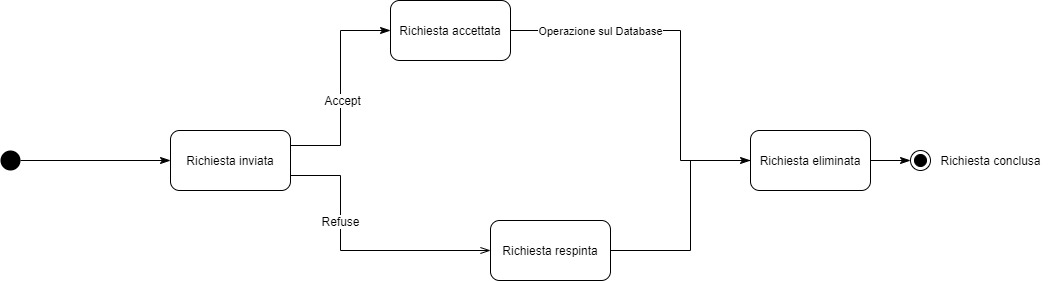 Richiesta accettata
Operazione sul Database
Accept
Richiesta inviata
Richiesta eliminata
Richiesta conclusa
Refuse
Richiesta respinta